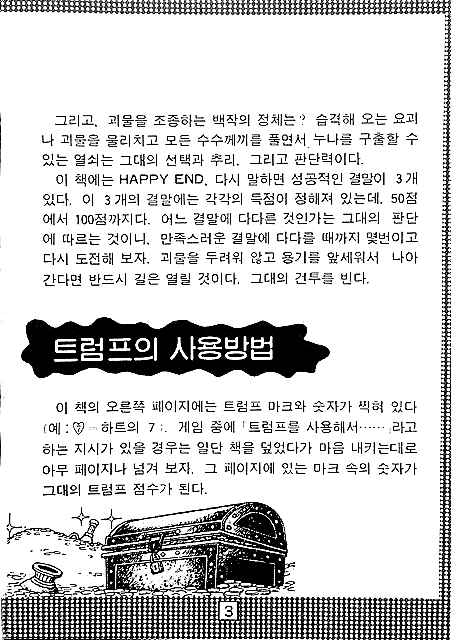 그리고, 괴물을 조종하는 백작의 정체는? 습격해 오는 요괴
나 괴물을 물리치고 모든 수수께끼를 풀면서 누나를 구출할 수
있는 열쇠는 그대의 선택과 추리, 그리고 판단력이다.
이 책에는 HAPPY END, 다시 말하면 성공적인 결말이 3개
있다. 이 3개의 결말에는 각각의 득점이 정해져 있는데, 50점
에서 100점까지다. 어느 결말에 다다를 것인가는 그대의 판단
에 따르는 것이니, 만족스러운 결말에 다다를 때까지 몇번이고
다시 도전해 보자. 괴물을 두려워 않고 용기를 앞세워서 나아
간다면 반드시 길은 열릴 것이다. 그대의 건투를 빈다.
트럼프의 사용방법
이 책의 오른쪽 페이지에는 트럼프 마크와 숫자가 찍혀 있다
(예:♡7=하트의 7). 게임 중에 「트럼프를 사용해서……」라고
하는 지시가 있을 경우는 일단 책을 덮었다가 마음 내키는대로
아무 페이지나 넘겨 보자. 그 페이지에 있는 마크 속의 숫자가
그대의 트럼프 점수가 된다.
3